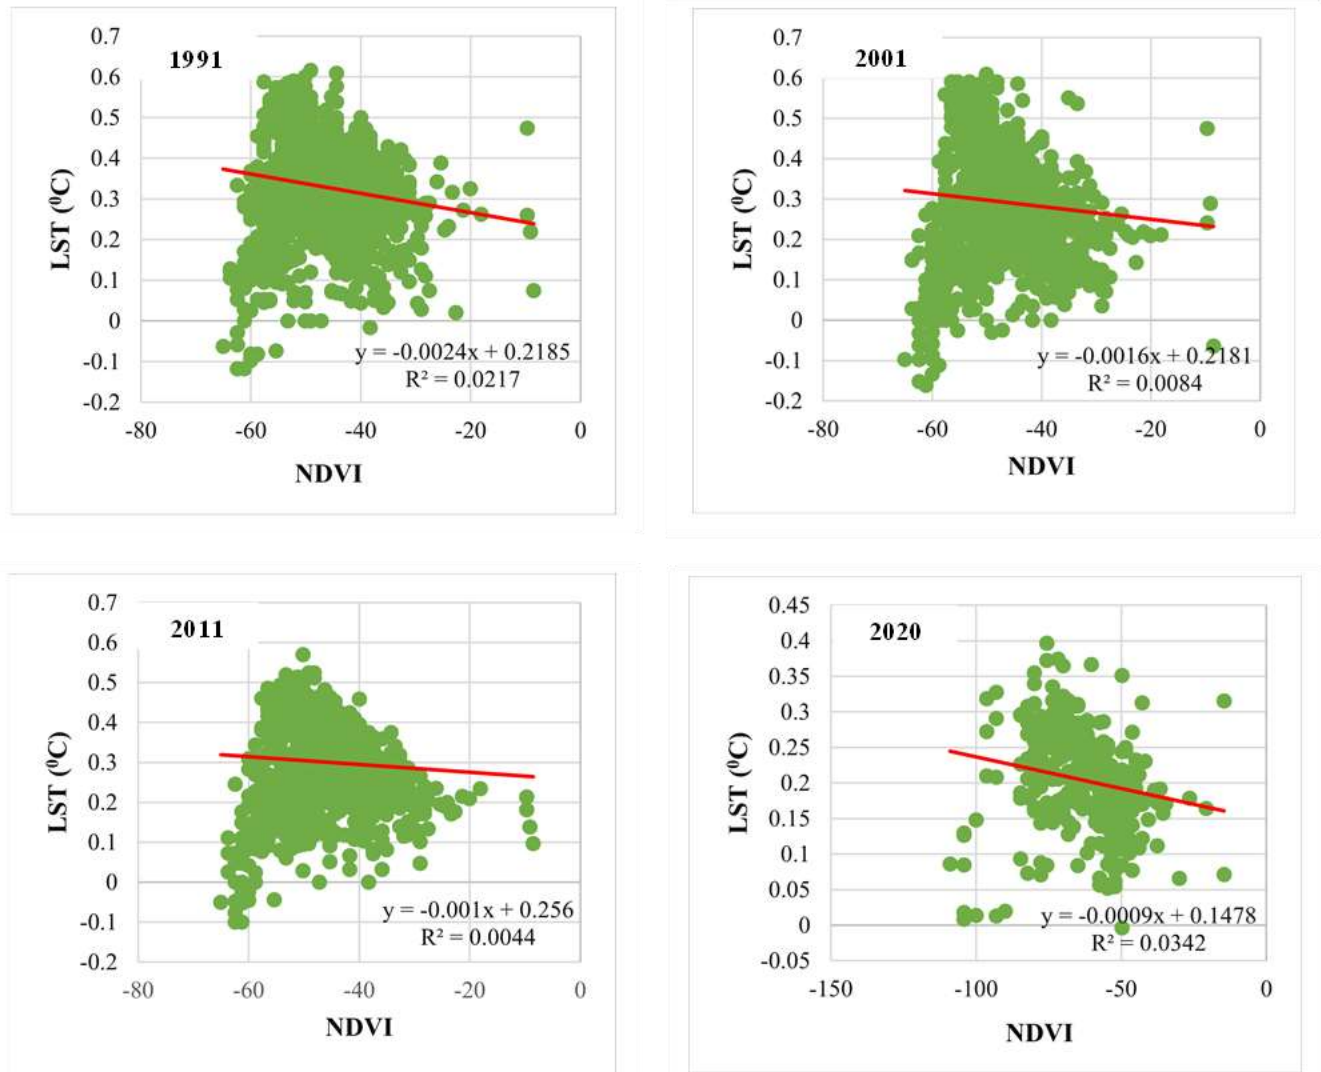 1991
0.7
0.6
0.5
0.4
0.3
0.2
0.1
0
-0.1
-0.2
LST (⁰C)
y = -0.0024x + 0.2185
R² = 0.0217
-80 -60 -40 -20 0
NDVI
2001
0.7
0.6
0.5
0.4
0.3
0.2
0.1
0
-0.1
-0.2
LST (⁰C)
y = -0.0016x + 0.2181
R² = 0.0084
-80 -60 -40 -20 0
NDVI
2011
0.7
0.6
0.5
0.4
0.3
0.2
0.1
0
-0.1
-0.2
LST (⁰C)
y = -0.001x + 0.256
R² = 0.0044
-80 -60 -40 -20 0
NDVI
2020
0.45
0.4
0.35
0.3
0.25
0.2
0.15
0.1
0.05
0
-0.05
LST (⁰C)
y = -0.0009x + 0.1478
R² = 0.0342
-150 -100 -50 0
NDVI